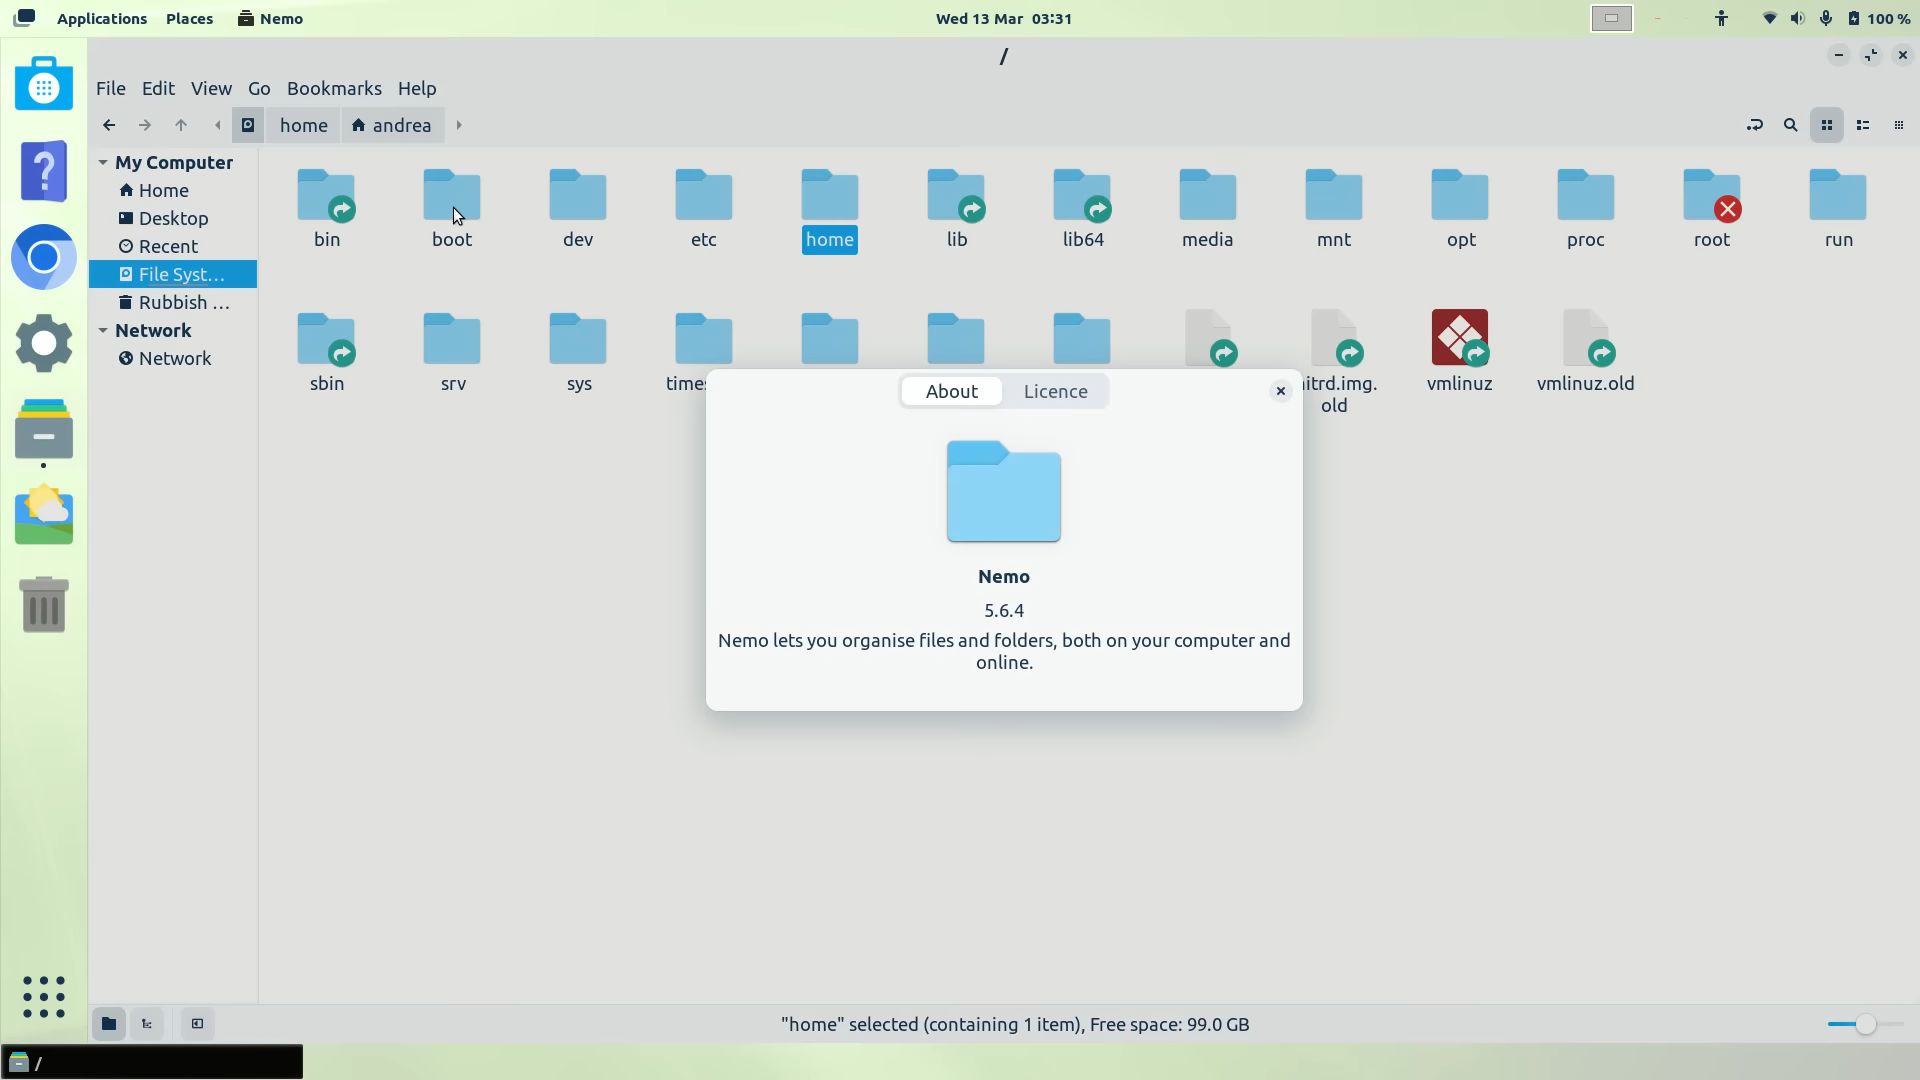 Applications Places Nemo Wed 13 Mar 03:31 100 %
/
File Edit View Go Bookmarks Help
home andrea
My Computer
Home
Desktop
Recent
File Syst…
Rubbish …
Network
Network
bin boot dev etc home lib lib64 media mnt opt proc root run
sbin srv sys vmlinuz vmlinuz.old
old
About Licence
Nemo
5.6.4
Nemo lets you organise files and folders, both on your computer and
online.
"home" selected (containing 1 item), Free space: 99.0 GB
/